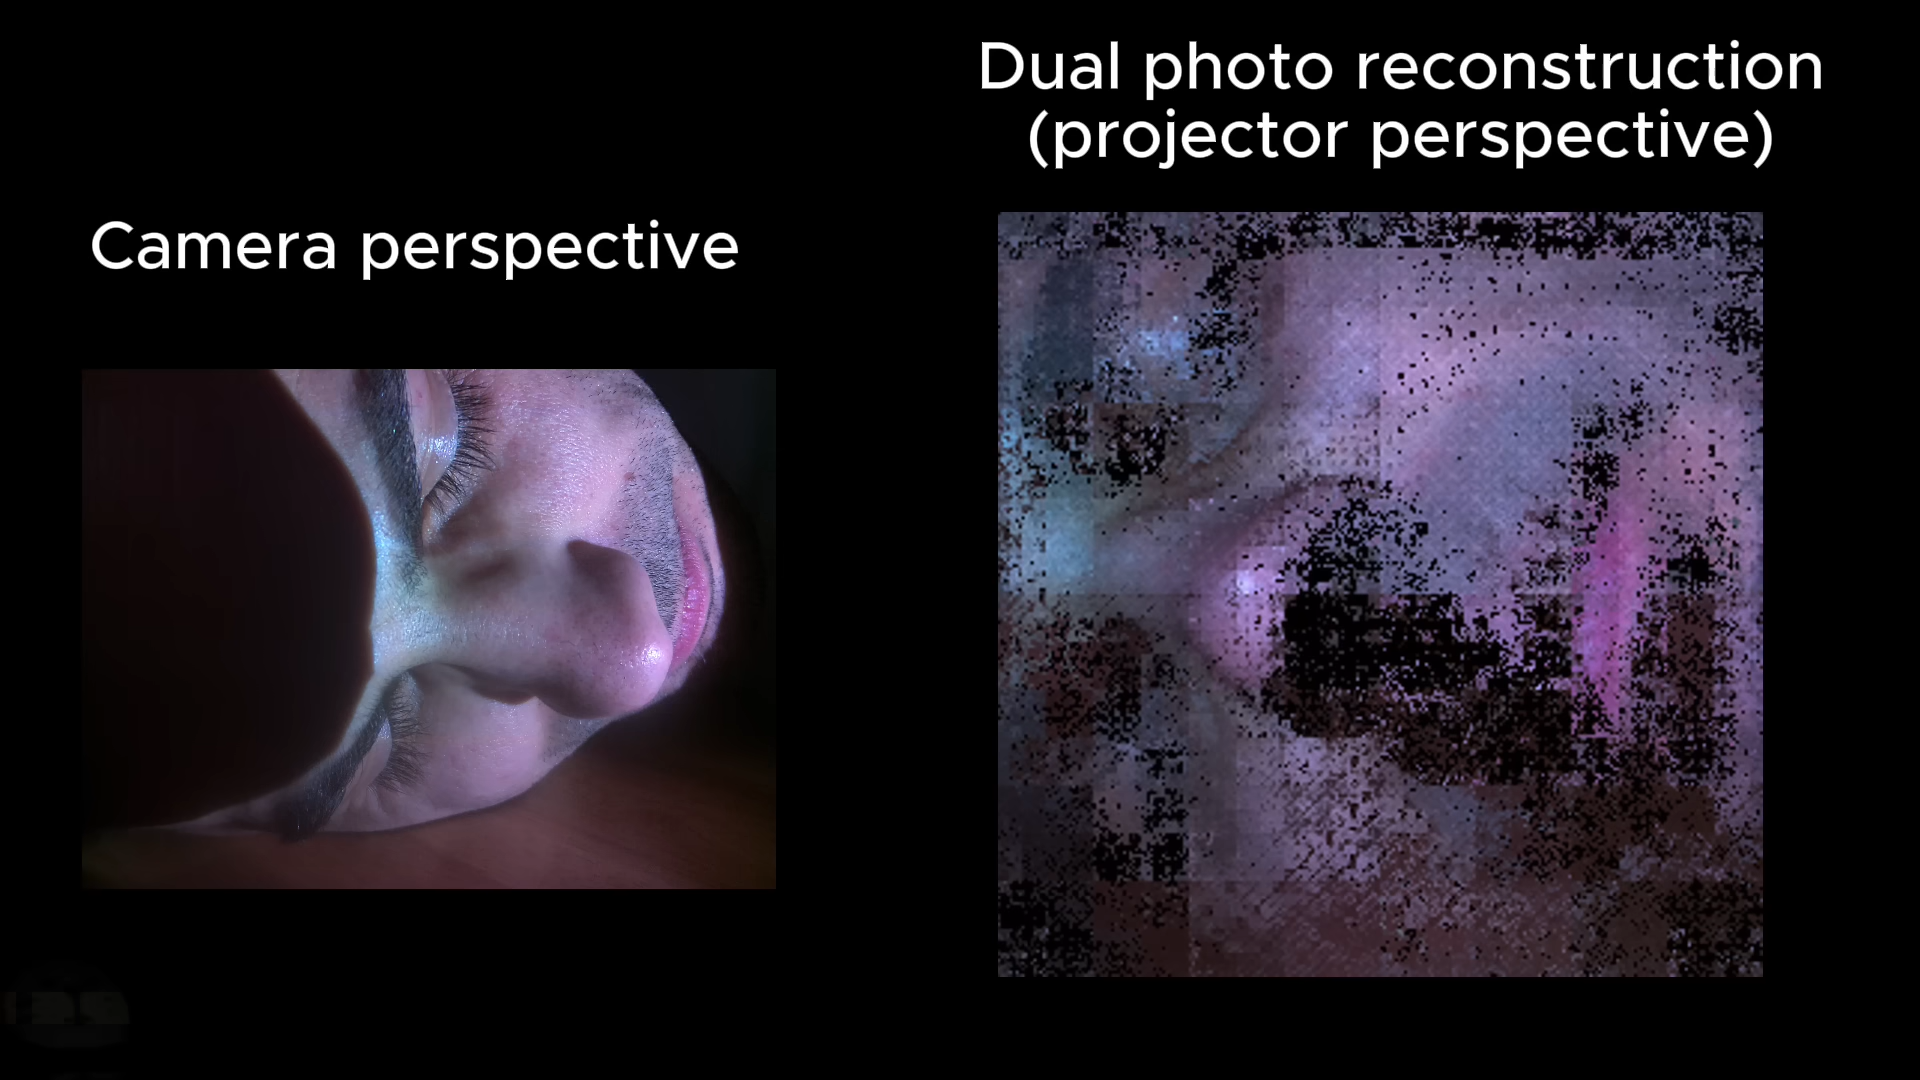 Dual photo reconstruction
(projector perspective)
Camera perspective